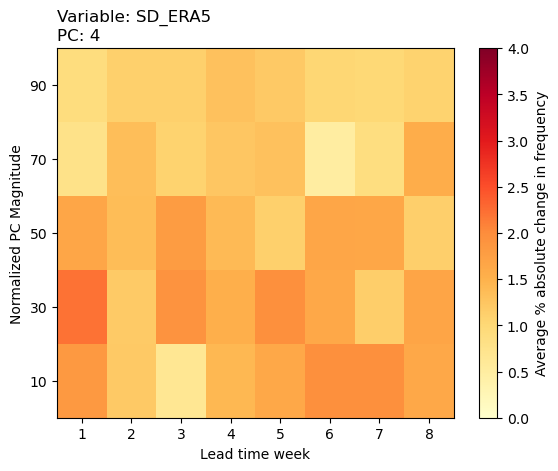 Variable: SD_ERA5
PC: 4
Normalized PC Magnitude
90
70
50
30
10
1 2 3 4 5 6 7 8
Lead time week
4.0
3.5
3.0
2.5
2.0
1.5
1.0
0.5
0.0
Average % absolute change in frequency